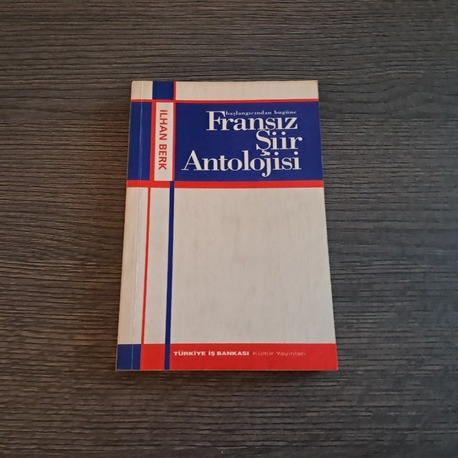 İLHAN BERK
başlangıcından bugüne
Fransız
Şiir
Antolojisi
TÜRKİYE İŞ BANKASI Kültür Yayınları